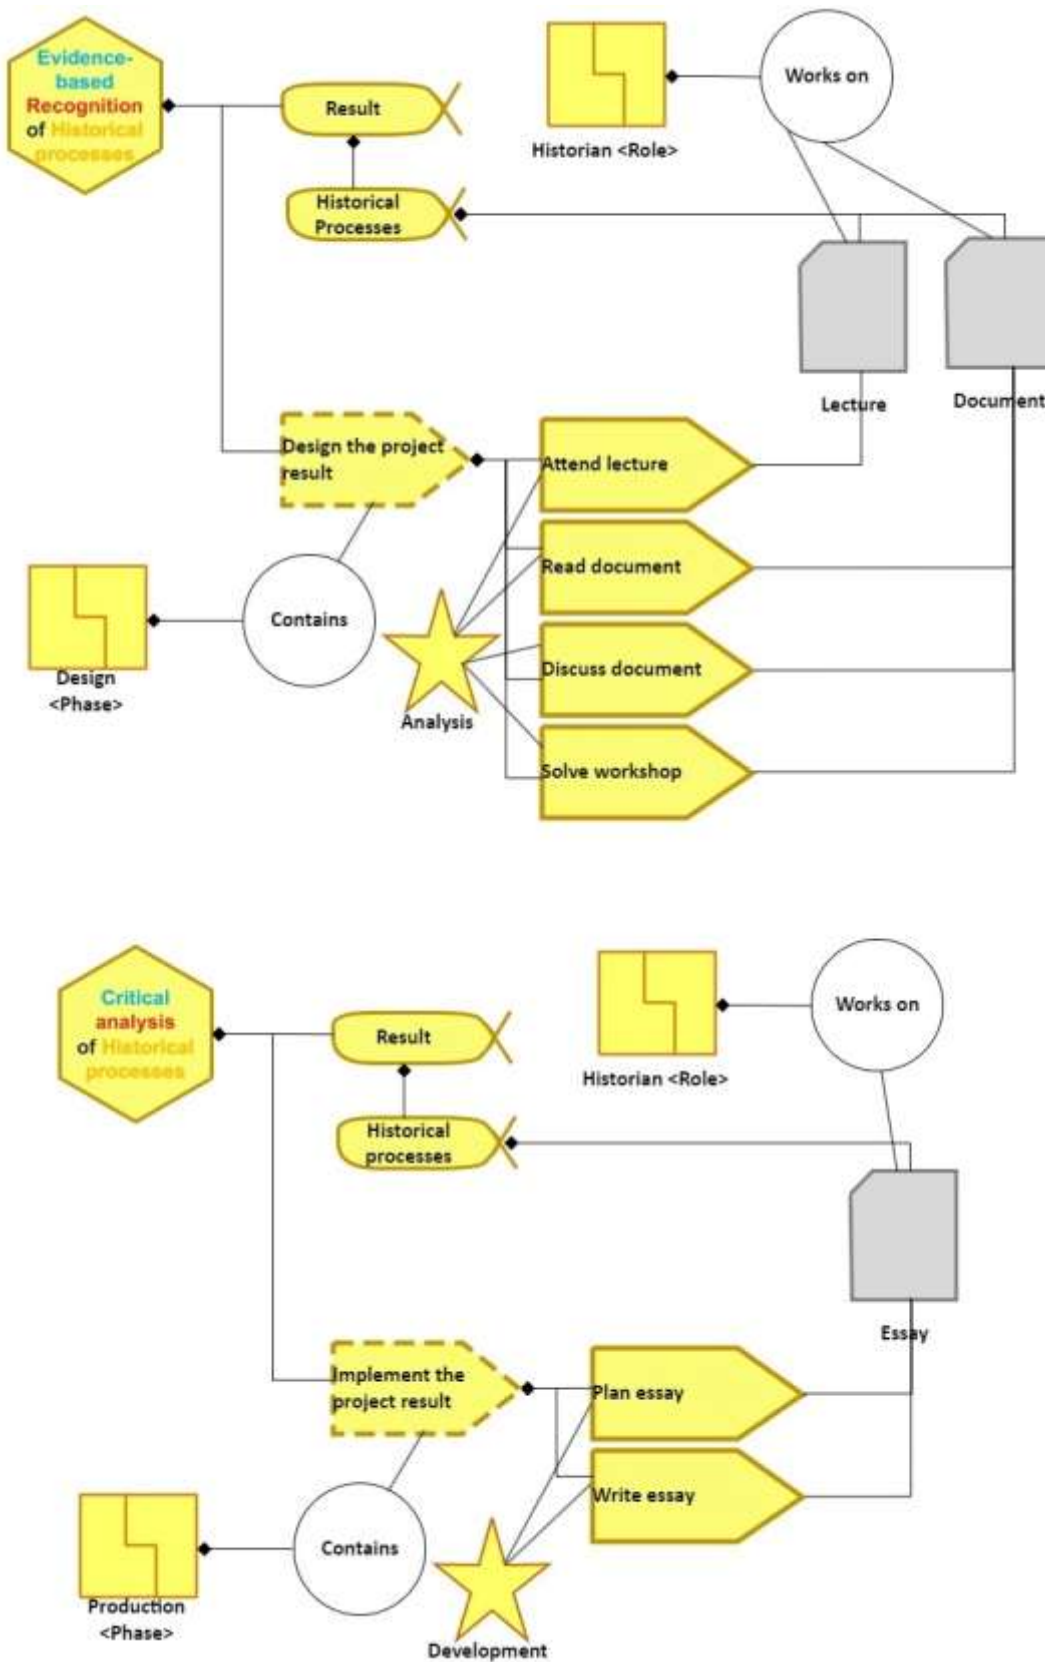 Evidence-
based
Recognition
of Historical
processes
Result
Historical
Processes
Historian <Role>
Works on
Lecture
Document
Design the project
result
Attend lecture
Read document
Discuss document
Solve workshop
Contains
Design
<Phase>
Analysis
Critical
analysis
of Historical
processes
Result
Historical
processes
Historian <Role>
Works on
Essay
Implement the
project result
Plan essay
Write essay
Contains
Production
<Phase>
Development